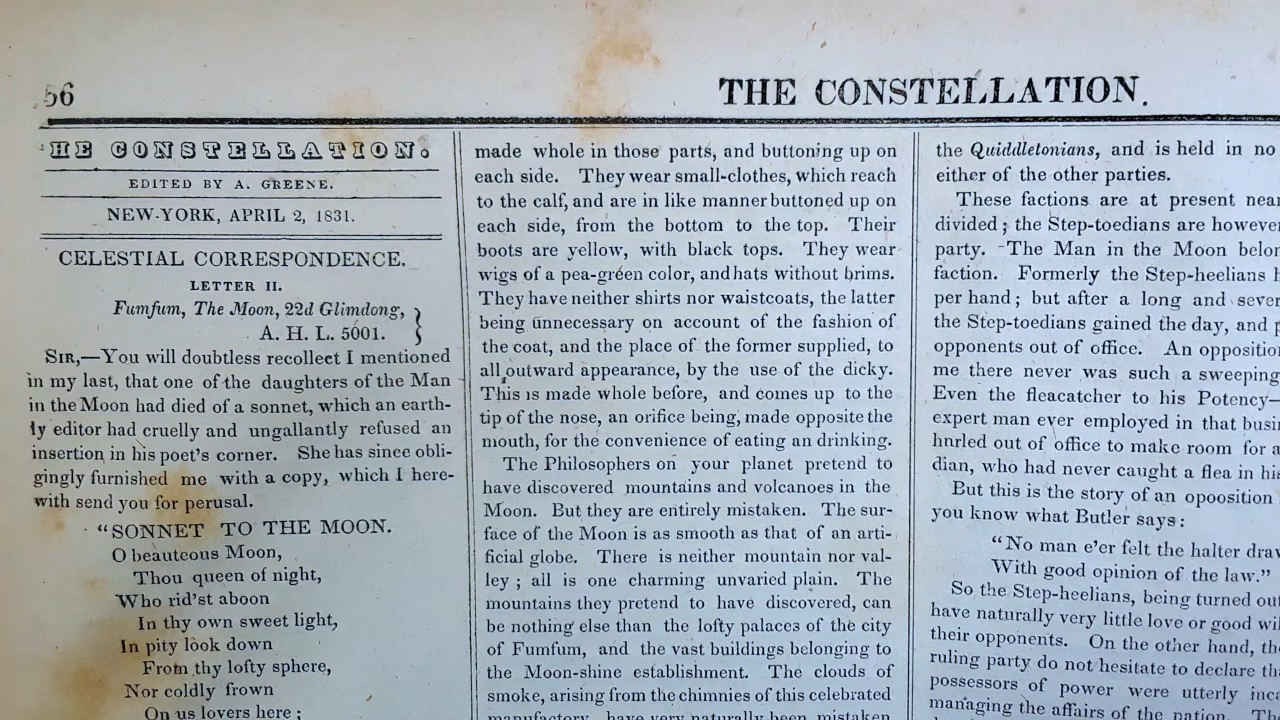 56
THE CONSTELLATION.
HE CONSTELLATION.
EDITED BY A. GREENE.
NEW-YORK, APRIL 2, 1831.
CELESTIAL CORRESPONDENCE.
LETTER II.
Fumfum, The Moon, 22d Glimdong,
A. H. L. 5601.
SIR,—You will doubtless recollect I mentioned
in my last, that one of the daughters of the Man
in the Moon had died of a sonnet, which an earth-
ly editor had cruelly and ungallantly refused an
insertion in his poet's corner. She has since obli-
gingly furnished me with a copy, which I here-
with send you for perusal.
"SONNET TO THE MOON.
O beauteous Moon,
Thou queen of night,
Who rid'st aboon
In thy own sweet light,
In pity look down
From thy lofty sphere,
Nor coldly frown
On us lovers here;
made whole in those parts, and buttoning up on
each side. They wear small-clothes, which reach
to the calf, and are in like manner buttoned up on
each side, from the bottom to the top. Their
boots are yellow, with black tops. They wear
wigs of a pea-green color, and hats without brims.
They have neither shirts nor waistcoats, the latter
being unnecessary on account of the fashion of
the coat, and the place of the former supplied, to
all outward appearance, by the use of the dicky.
This is made whole before, and comes up to the
tip of the nose, an orifice being made opposite the
mouth, for the convenience of eating an drinking.
The Philosophers on your planet pretend to
have discovered mountains and volcanoes in the
Moon. But they are entirely mistaken. The sur-
face of the Moon is as smooth as that of an arti-
ficial globe. There is neither mountain nor val-
ley; all is one charming unvaried plain. The
mountains they pretend to have discovered, can
be nothing else than the lofty palaces of the city
of Fumfum, and the vast buildings belonging to
the Moon-shine establishment. The clouds of
smoke, arising from the chimnies of this celebrated
manufactory, have very naturally been mistaken
the Quiddletonians, and is held in no
either of the other parties.
These factions are at present near
divided; the Step-toedians are howeve
party. The Man in the Moon belon
faction. Formerly the Step-heelians h
per hand; but after a long and sever
the Step-toedians gained the day, and p
opponents out of office. An opposition
me there never was such a sweeping
Even the fleacatcher to his Potency—
expert man ever employed in that busi
hnrled out of office to make room for a
dian, who had never caught a flea in his
But this is the story of an opoosition
you know what Butler says:
"No man e'er felt the halter draw
With good opinion of the law."
So the Step-heelians, being turned out
have naturally very little love or good wil
their opponents. On the other hand, the
ruling party do not hesitate to declare tha
possessors of power were utterly inca
managing the affairs of the nation. Th